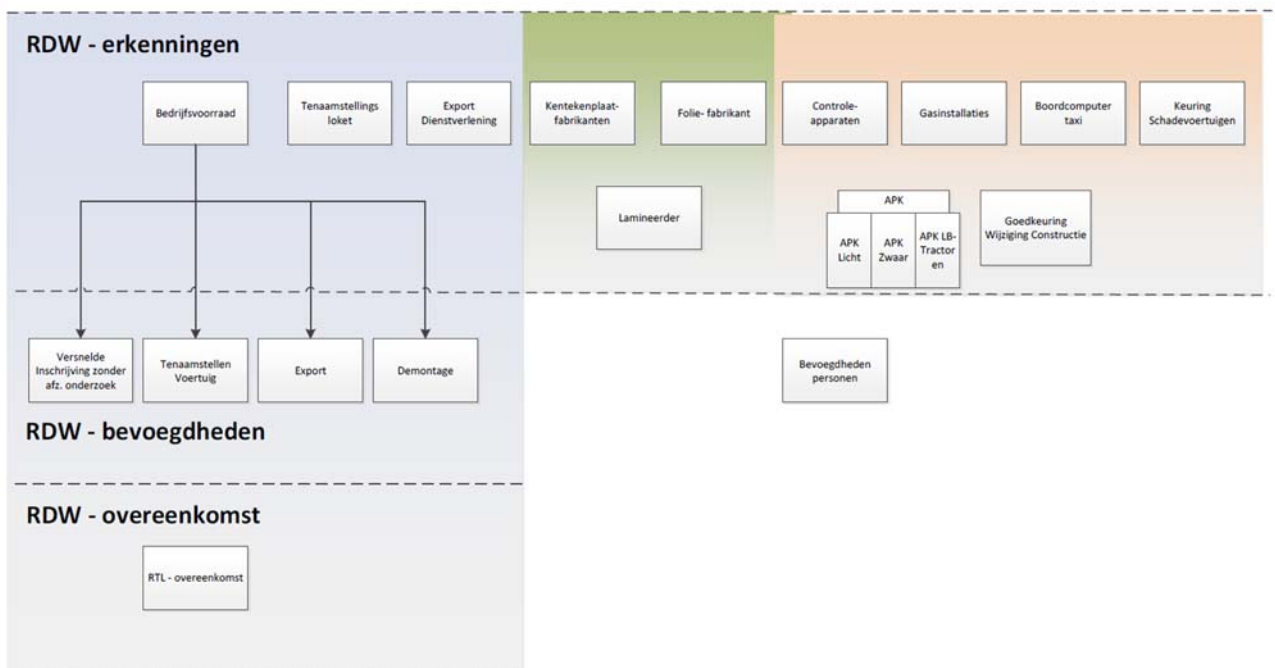 RDW - erkenningen
Bedrijfsvoorraad
Tenaamstellings
loket
Export
Dienstverlening
Kentekenplaat-
fabrikanten
Folie- fabrikant
Controle-
apparaten
Gasinstallaties
Boordcomputer
taxi
Keuring
Schadevoertuigen
Lamineerder
APK
APK
Licht
APK
Zwaar
APK LB-
Tractor
en
Goedkeuring
Wijziging Constructie
Versnelde
Inschrijving zonder
afz. onderzoek
Tenaamstellen
Voertuig
Export
Demontage
Bevoegdheden
personen
RDW - bevoegdheden
RDW - overeenkomst
RTL - overeenkomst